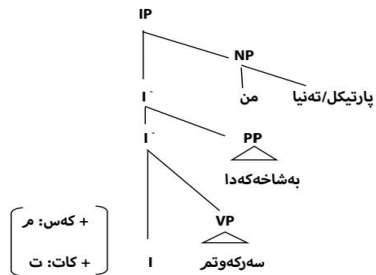 IP
NP
پارتیکل/تەنیا
من
I´
I´
PP
بەشاخەکەدا
VP
سەرکەوتم
I
+ کەس: م
+ کات: ت